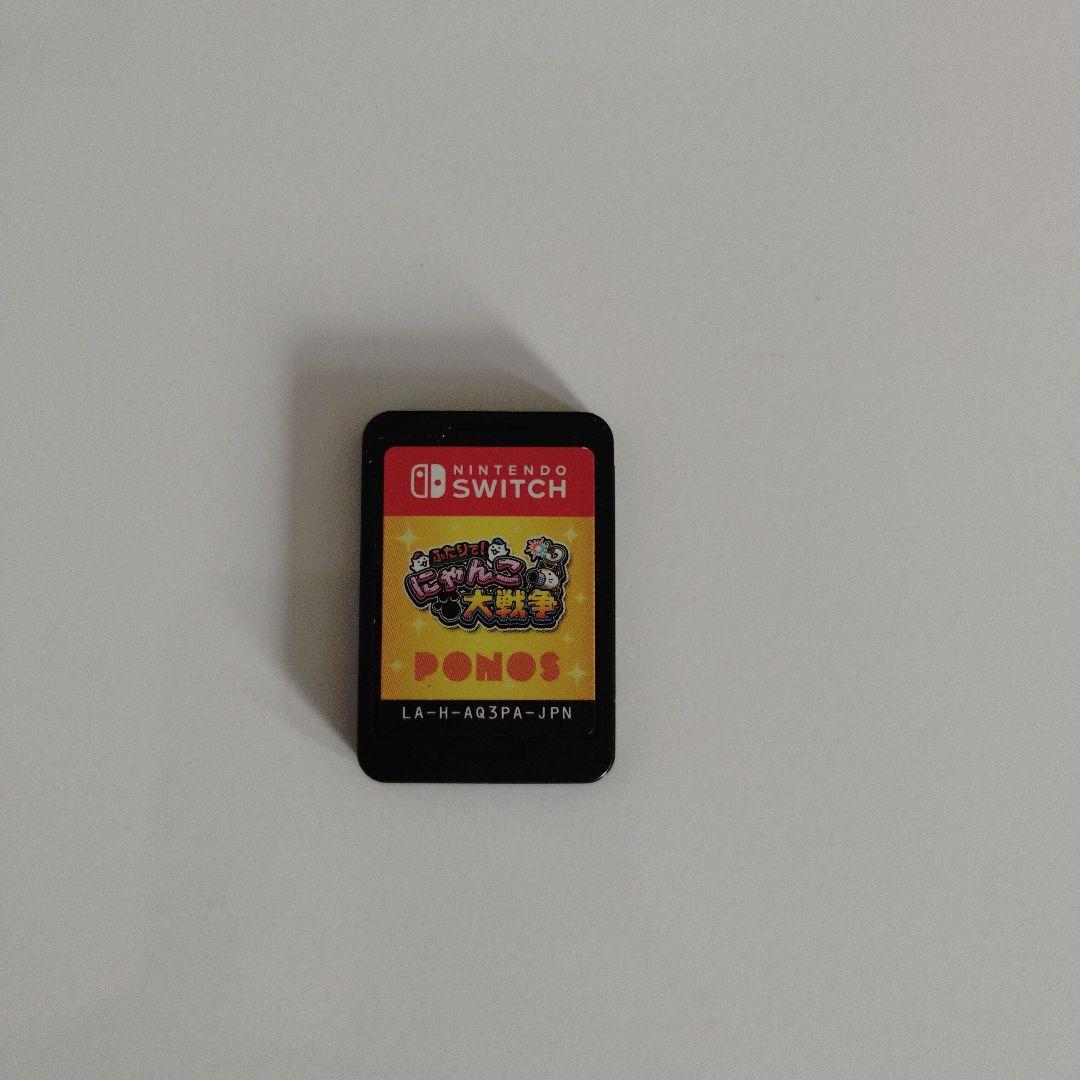 NINTENDO
SWITCH
ふたりで!
にゃんこ
大戦争
PONOS
LA-H-AQ3PA-JPN